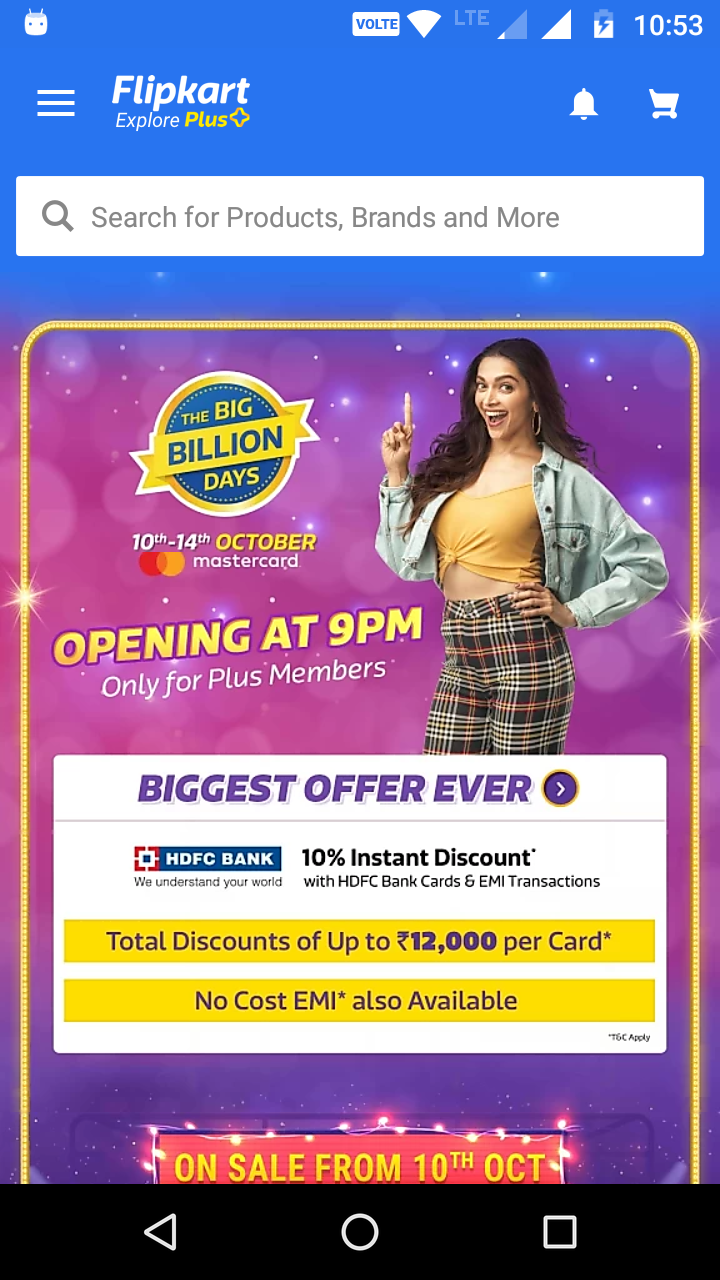 VOLTE LTE 10:53
Flipkart
Explore Plus
Search for Products, Brands and More
THE BIG
BILLION
DAYS
10th-14th OCTOBER
mastercard
OPENING AT 9PM
Only for Plus Members
BIGGEST OFFER EVER
HDFC BANK
We understand your world
10% Instant Discount*
with HDFC Bank Cards & EMI Transactions
Total Discounts of Up to ₹12,000 per Card*
No Cost EMI* also Available
*T&C Apply
ON SALE FROM 10TH OCT